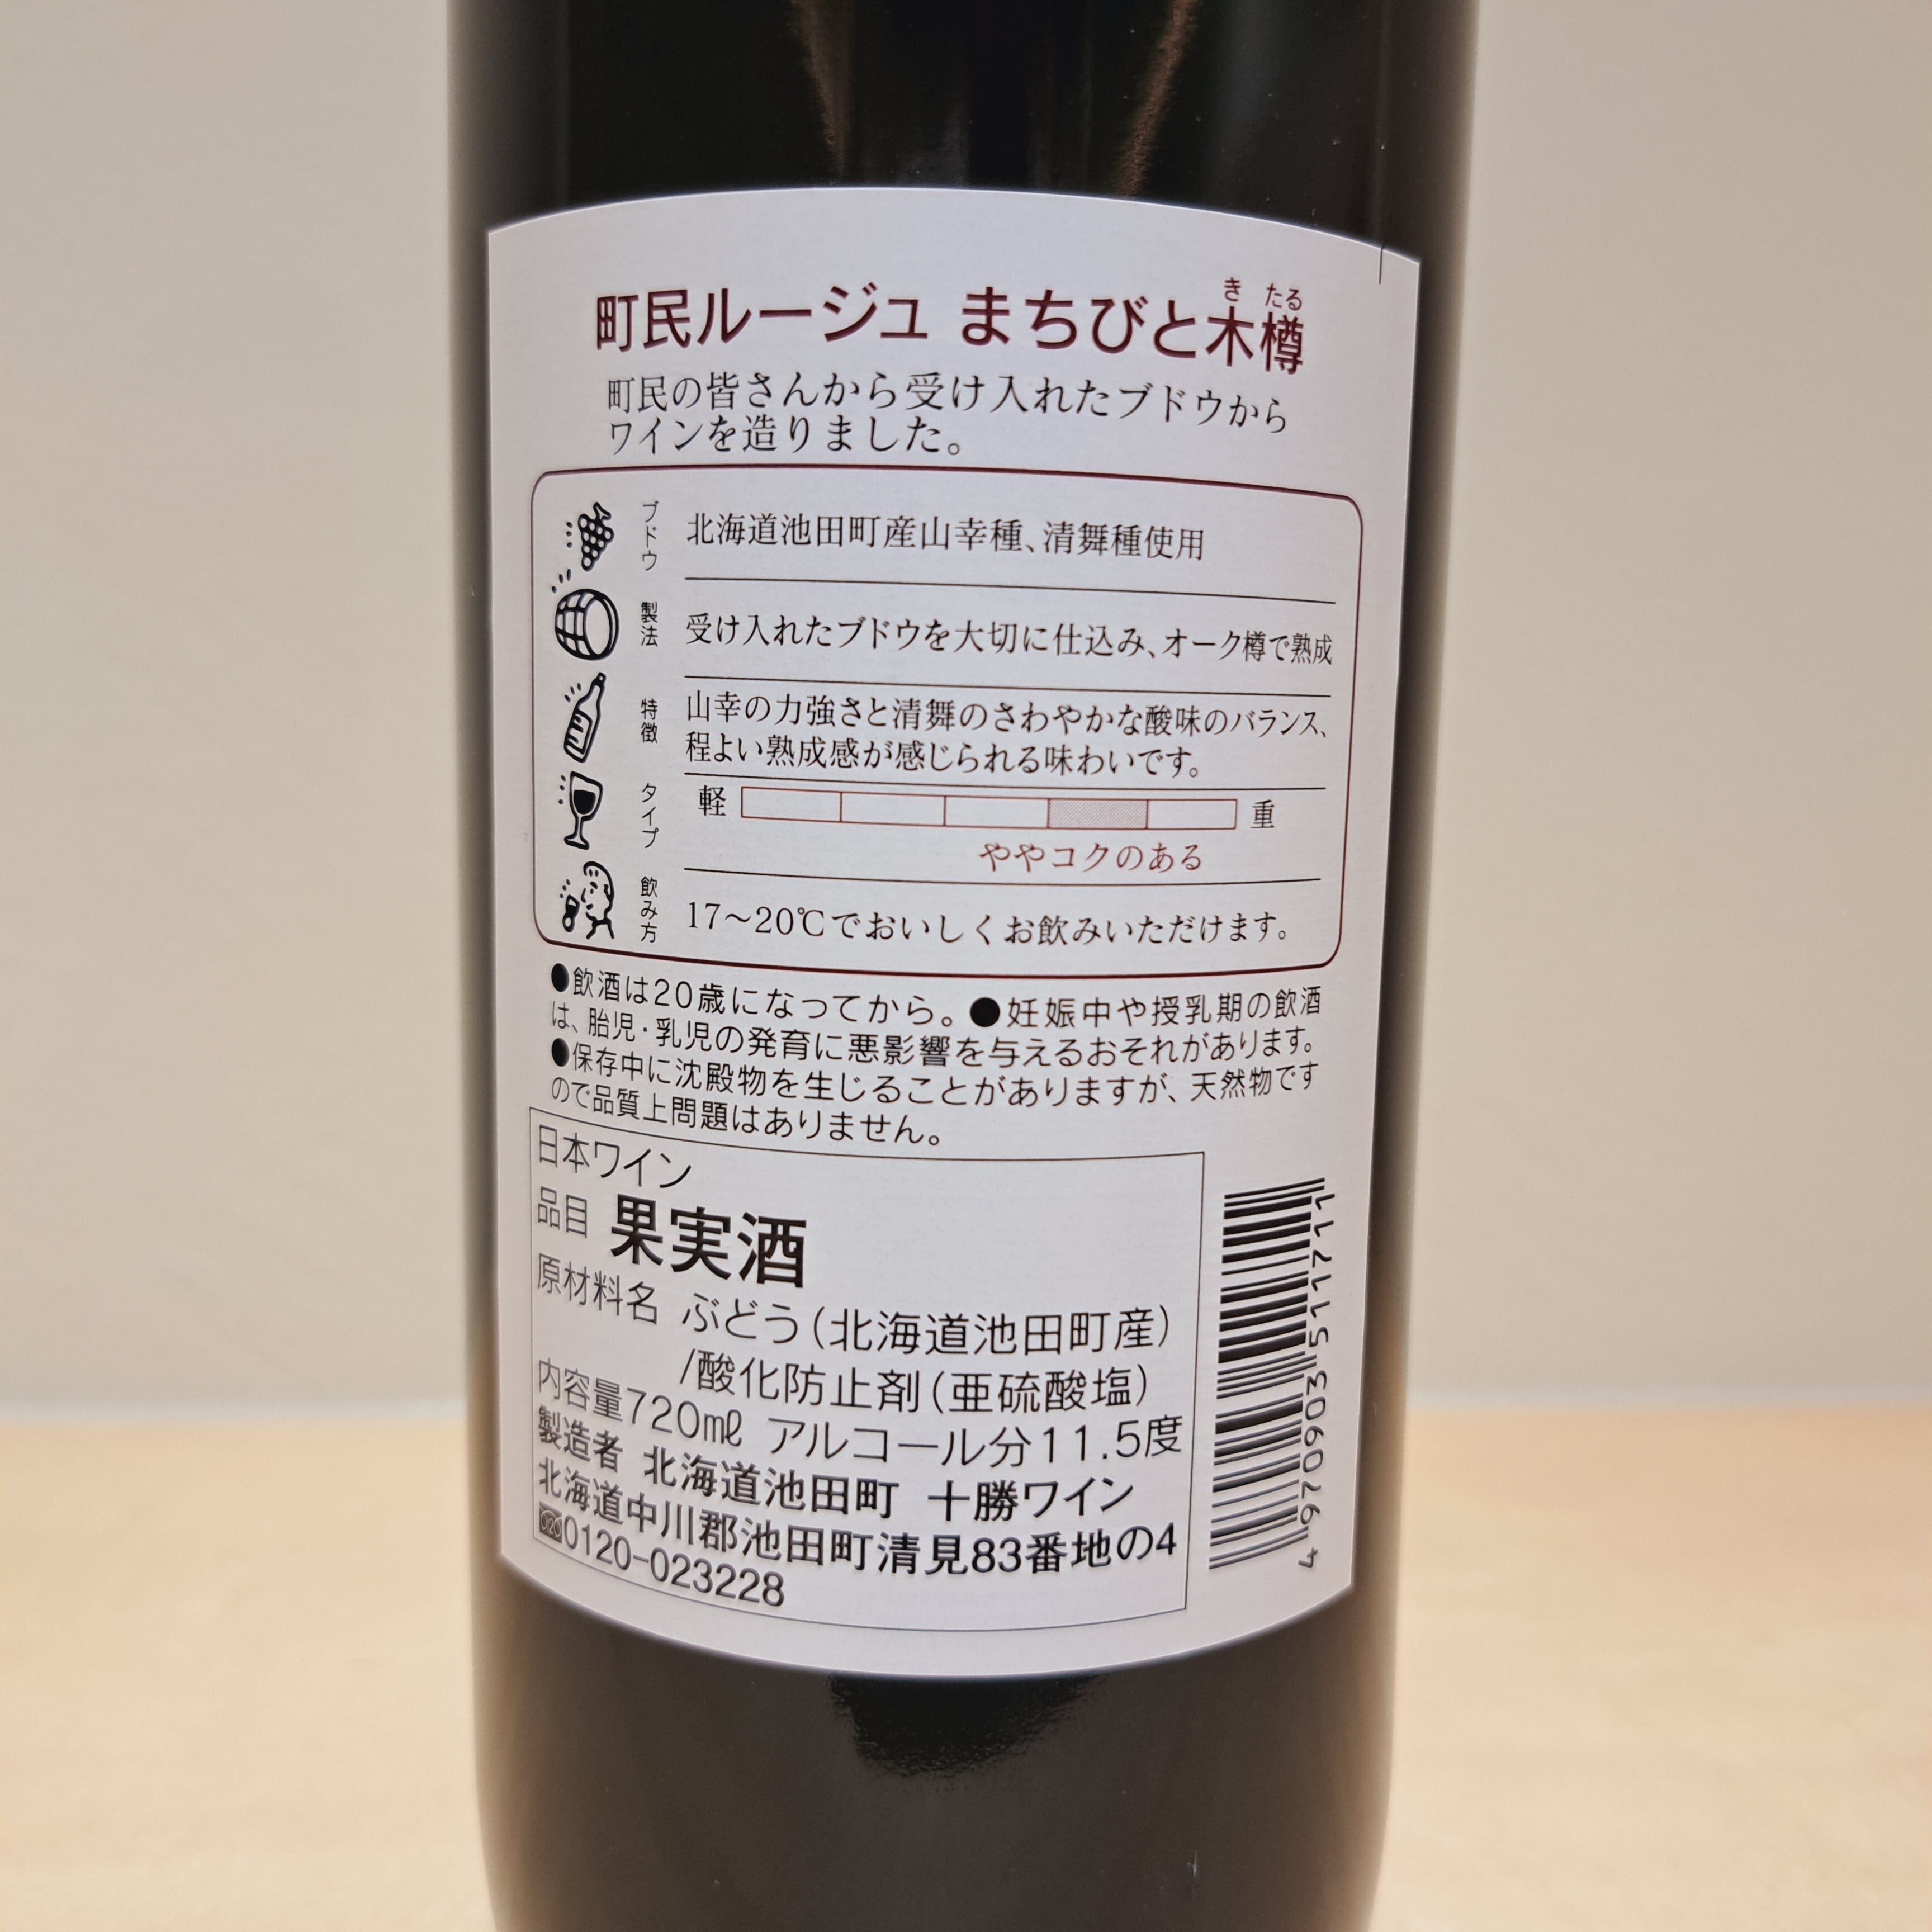 き たる
町民ルージュ まちびと木樽
町民の皆さんから受け入れたブドウから
ワインを造りました。
ブドウ 北海道池田町産山幸種、清舞種使用
製法 受け入れたブドウを大切に仕込み、オーク樽で熟成
特徴 山幸の力強さと清舞のさわやかな酸味のバランス、
程よい熟成感が感じられる味わいです。
タイプ 軽 重
ややコクのある
飲み方 17〜20℃でおいしくお飲みいただけます。
●飲酒は20歳になってから。●妊娠中や授乳期の飲酒
は、胎児・乳児の発育に悪影響を与えるおそれがあります。
●保存中に沈殿物を生じることがありますが、天然物です
ので品質上問題はありません。
日本ワイン
品目 果実酒
原材料名 ぶどう(北海道池田町産)
/酸化防止剤(亜硫酸塩)
内容量720mℓ アルコール分11.5度
製造者 北海道池田町 十勝ワイン
北海道中川郡池田町清見83番地の4
0120-023228
4 970903 511711